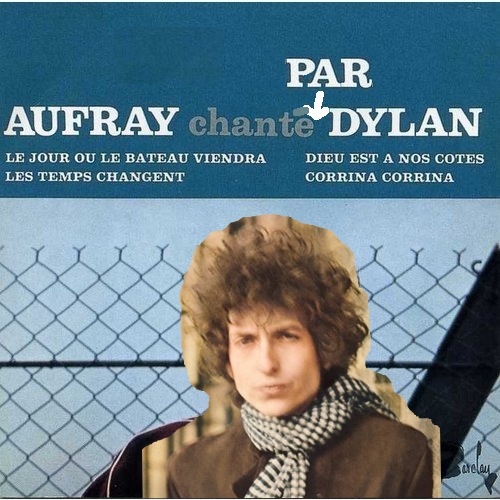 PAR
AUFRAY chanté DYLAN
LE JOUR OU LE BATEAU VIENDRA
LES TEMPS CHANGENT
DIEU EST A NOS COTES
CORRINA CORRINA
Barclay